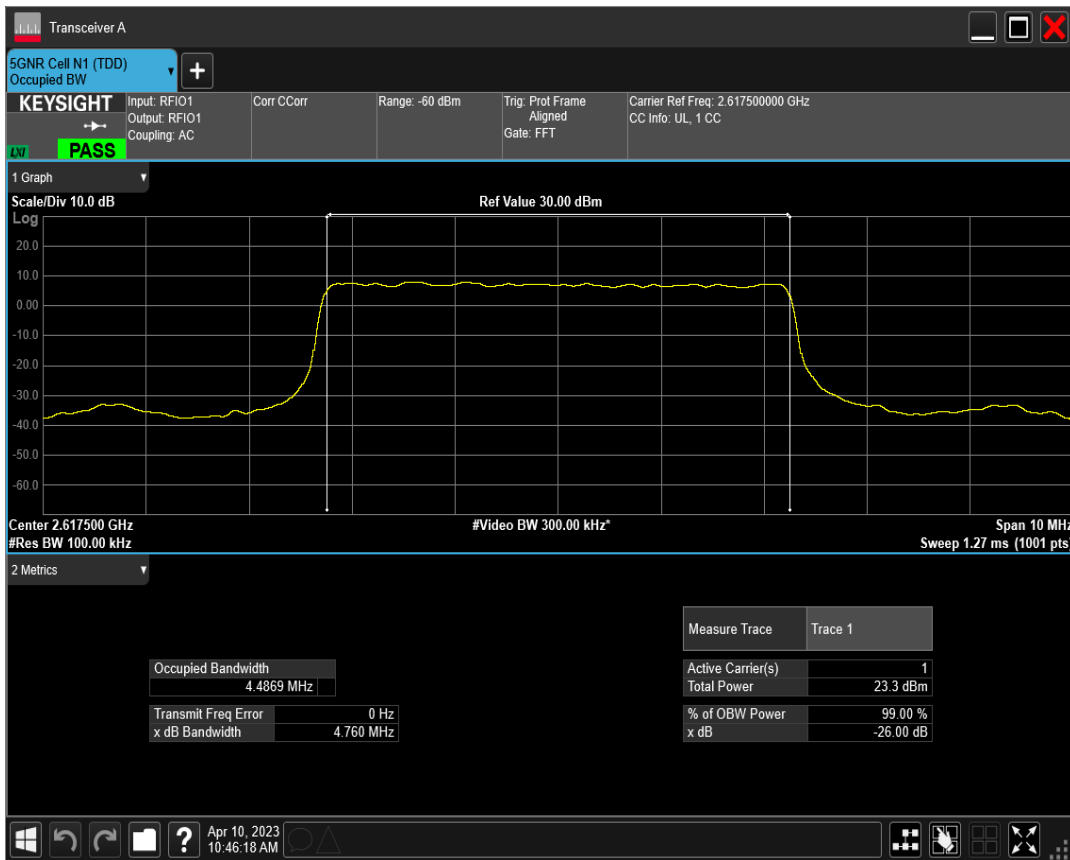 Transceiver A
5GNR Cell N1 (TDD)
Occupied BW
KEYSIGHT
LXI
PASS
Input: RFIO1
Output: RFIO1
Coupling: AC
Corr CCorr
Range: -60 dBm
Trig: Prot Frame
Aligned
Gate: FFT
Carrier Ref Freq: 2.617500000 GHz
CC Info: UL, 1 CC
1 Graph
Scale/Div 10.0 dB
Ref Value 30.00 dBm
Log
20.0
10.0
0.00
-10.0
-20.0
-30.0
-40.0
-50.0
-60.0
Center 2.617500 GHz
#Video BW 300.00 kHz*
Span 10 MHz
#Res BW 100.00 kHz
Sweep 1.27 ms (1001 pts)
2 Metrics
Measure Trace Trace 1
Occupied Bandwidth
4.4869 MHz
Active Carrier(s) 1
Total Power 23.3 dBm
Transmit Freq Error 0 Hz
x dB Bandwidth 4.760 MHz
% of OBW Power 99.00 %
x dB -26.00 dB
Apr 10, 2023
10:46:18 AM